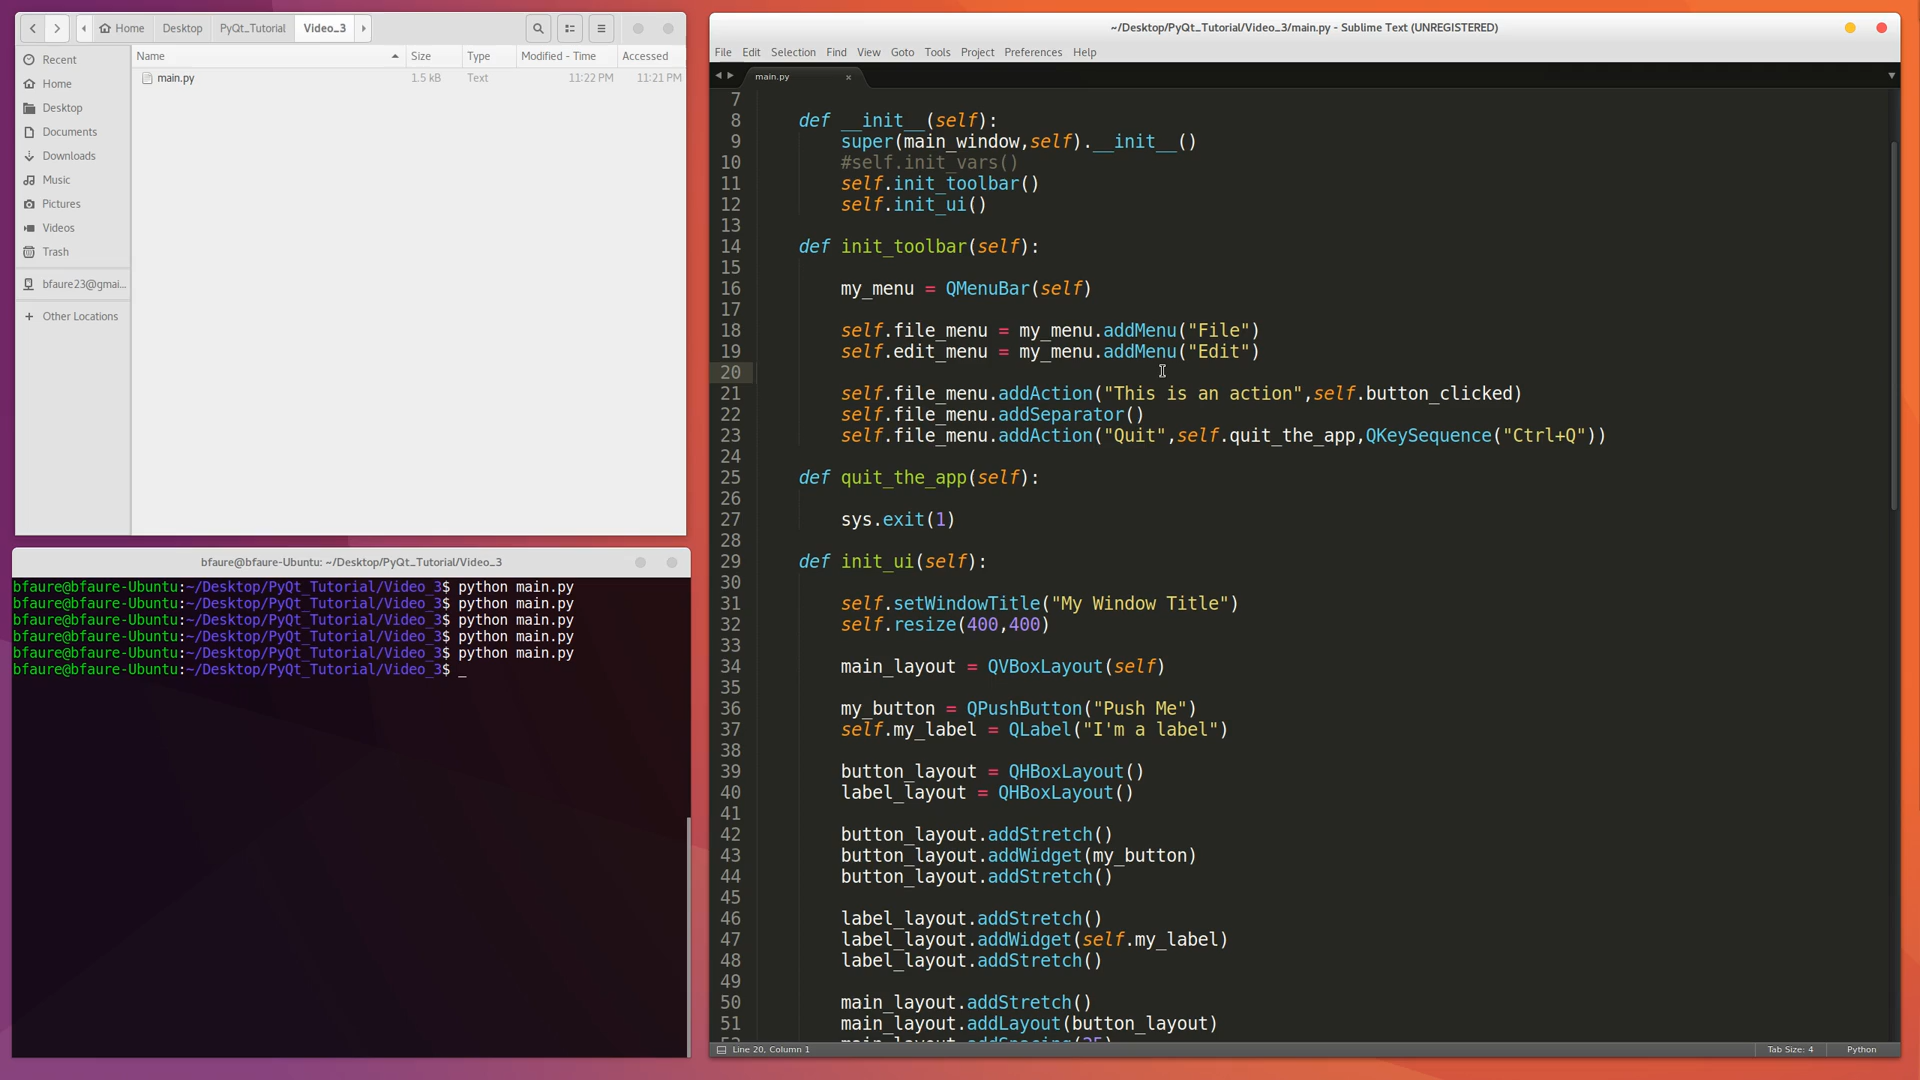 Home
Desktop
PyQt_Tutorial
Video_3
Recent
Home
Desktop
Documents
Downloads
Music
Pictures
Videos
Trash
bfaure23@gmai...
+ Other Locations
Name Size Type Modified - Time Accessed
main.py 1.5 kB Text 11:22 PM 11:21 PM
bfaure@bfaure-Ubuntu: ~/Desktop/PyQt_Tutorial/Video_3
bfaure@bfaure-Ubuntu:~/Desktop/PyQt_Tutorial/Video_3$ python main.py
bfaure@bfaure-Ubuntu:~/Desktop/PyQt_Tutorial/Video_3$ python main.py
bfaure@bfaure-Ubuntu:~/Desktop/PyQt_Tutorial/Video_3$ python main.py
bfaure@bfaure-Ubuntu:~/Desktop/PyQt_Tutorial/Video_3$ python main.py
bfaure@bfaure-Ubuntu:~/Desktop/PyQt_Tutorial/Video_3$ python main.py
bfaure@bfaure-Ubuntu:~/Desktop/PyQt_Tutorial/Video_3$ _
~/Desktop/PyQt_Tutorial/Video_3/main.py - Sublime Text (UNREGISTERED)
File Edit Selection Find View Goto Tools Project Preferences Help
main.py
7
8 def __init__(self):
9 super(main_window,self).__init__()
10 #self.init_vars()
11 self.init_toolbar()
12 self.init_ui()
13
14 def init_toolbar(self):
15
16 my_menu = QMenuBar(self)
17
18 self.file_menu = my_menu.addMenu("File")
19 self.edit_menu = my_menu.addMenu("Edit")
20
21 self.file_menu.addAction("This is an action",self.button_clicked)
22 self.file_menu.addSeparator()
23 self.file_menu.addAction("Quit",self.quit_the_app,QKeySequence("Ctrl+Q"))
24
25 def quit_the_app(self):
26
27 sys.exit(1)
28
29 def init_ui(self):
30
31 self.setWindowTitle("My Window Title")
32 self.resize(400,400)
33
34 main_layout = QVBoxLayout(self)
35
36 my_button = QPushButton("Push Me")
37 self.my_label = QLabel("I'm a label")
38
39 button_layout = QHBoxLayout()
40 label_layout = QHBoxLayout()
41
42 button_layout.addStretch()
43 button_layout.addWidget(my_button)
44 button_layout.addStretch()
45
46 label_layout.addStretch()
47 label_layout.addWidget(self.my_label)
48 label_layout.addStretch()
49
50 main_layout.addStretch()
51 main_layout.addLayout(button_layout)
Line 20, Column 1
Tab Size: 4
Python